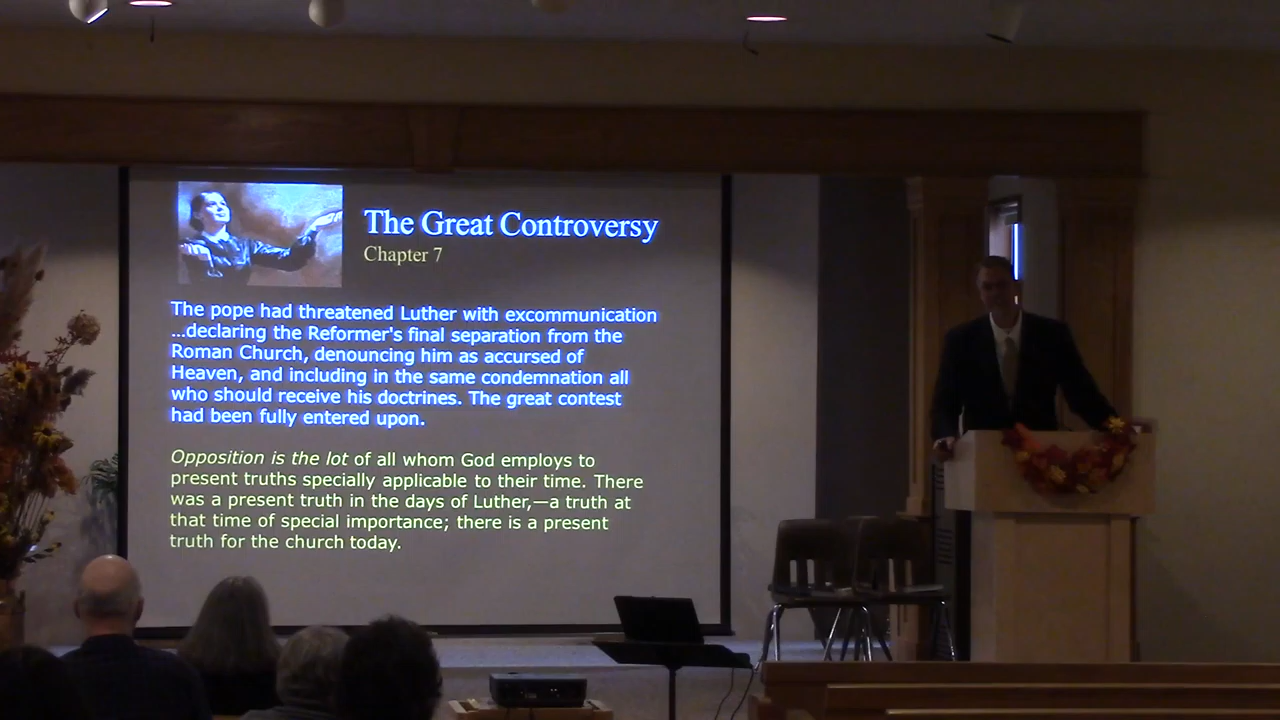 The Great Controversy
Chapter 7
The pope had threatened Luther with excommunication
...declaring the Reformer's final separation from the
Roman Church, denouncing him as accursed of
Heaven, and including in the same condemnation all
who should receive his doctrines. The great contest
had been fully entered upon.
Opposition is the lot of all whom God employs to
present truths specially applicable to their time. There
was a present truth in the days of Luther,—a truth at
that time of special importance; there is a present
truth for the church today.